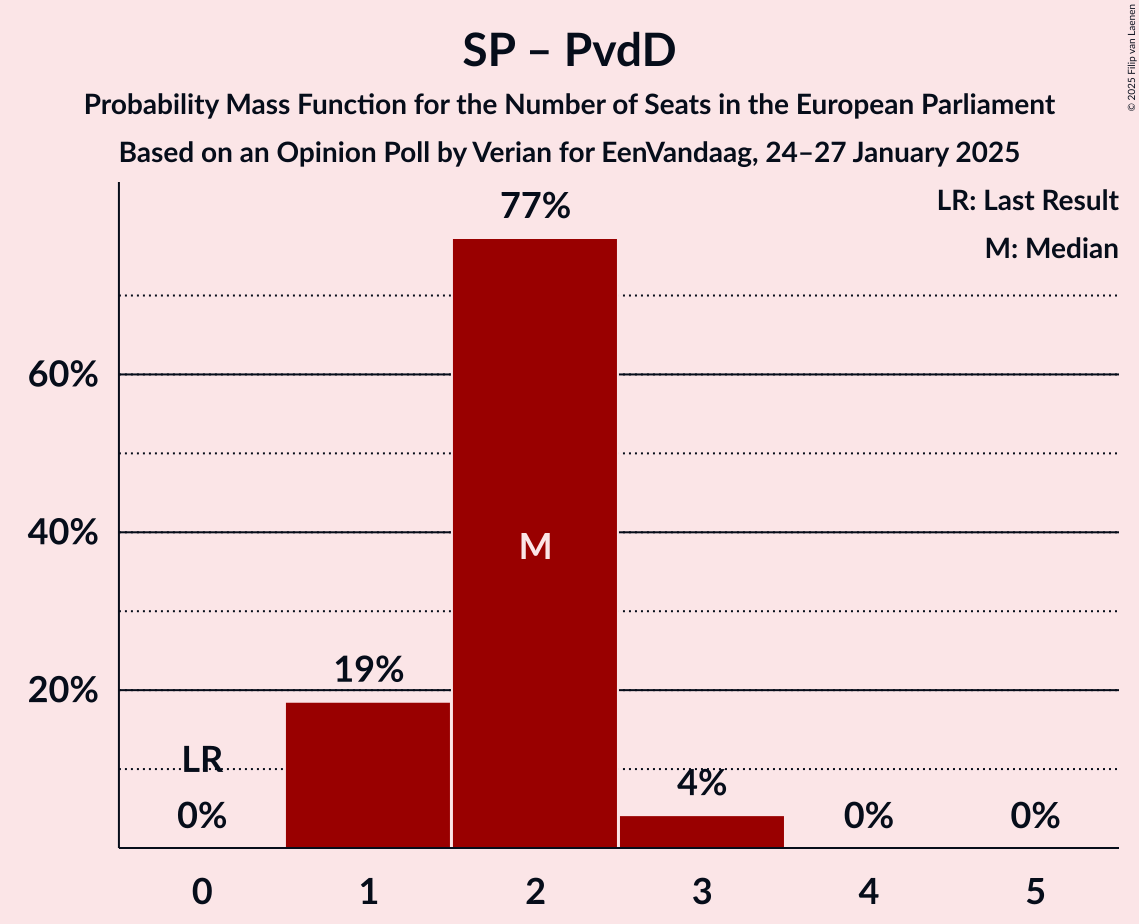 SP – PvdD
Probability Mass Function for the Number of Seats in the European Parliament
Based on an Opinion Poll by Verian for EenVandaag, 24–27 January 2025
© 2025 Filip van Laenen
LR: Last Result
M: Median
77%
60%
40%
M
19%
20%
LR
4%
0%
0%
0%
0
1
2
3
4
5